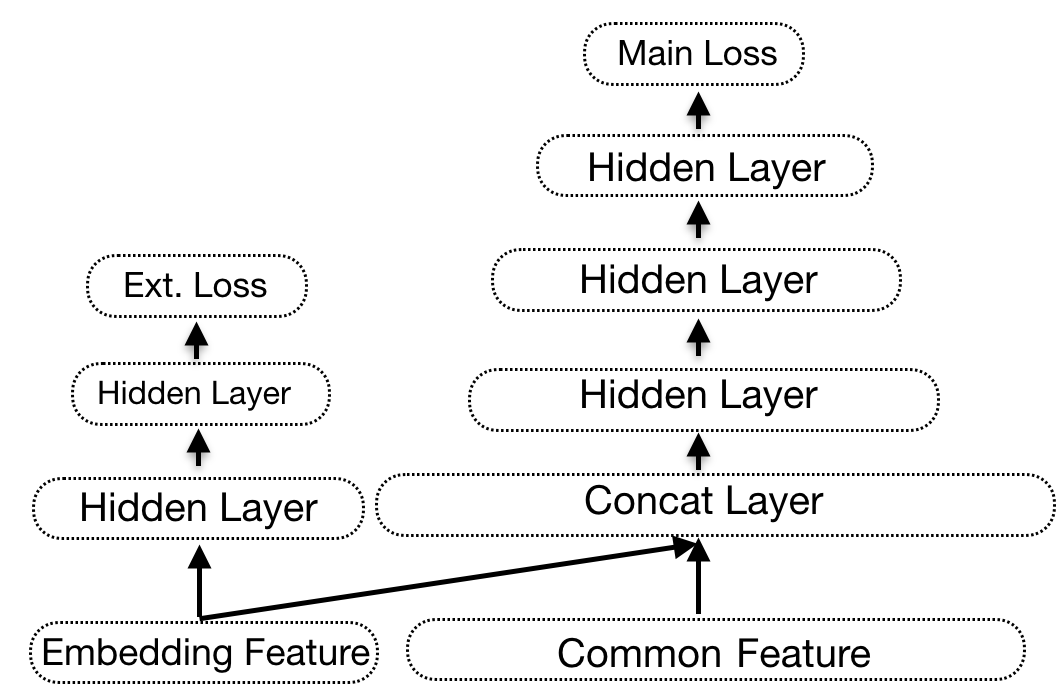 Main Loss
Hidden Layer
Hidden Layer
Ext. Loss
Hidden Layer
Hidden Layer
Concat Layer
Hidden Layer
Embedding Feature
Common Feature